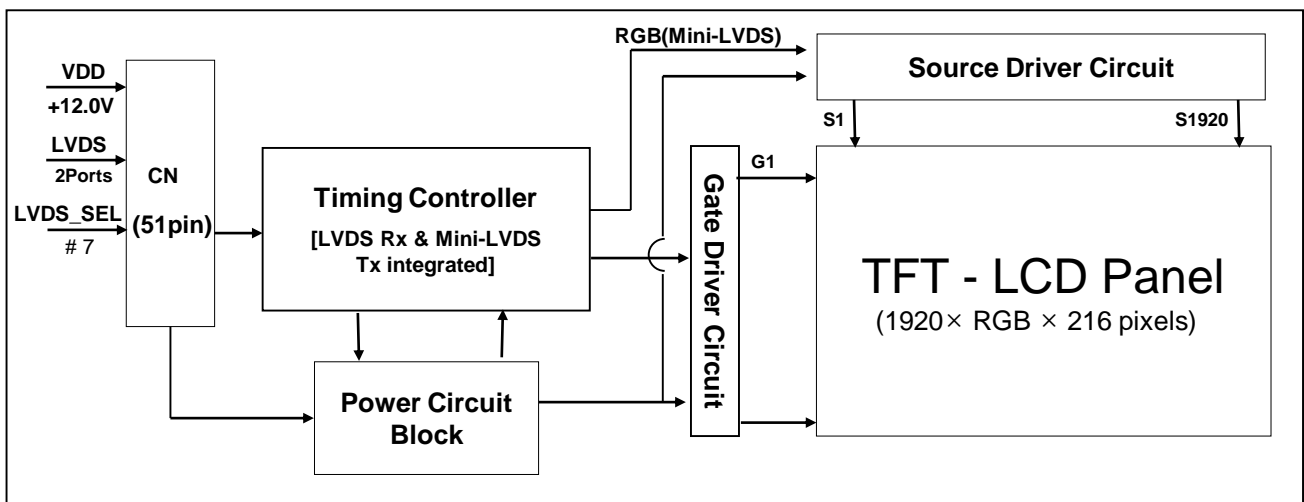 VDD
+12.0V
LVDS
2Ports
LVDS_SEL
# 7
CN
(51pin)
Timing Controller
[LVDS Rx & Mini-LVDS
Tx integrated]
Power Circuit
Block
RGB(Mini-LVDS)
Source Driver Circuit
S1
S1920
Gate Driver Circuit
G1
TFT - LCD Panel
(1920× RGB × 216 pixels)